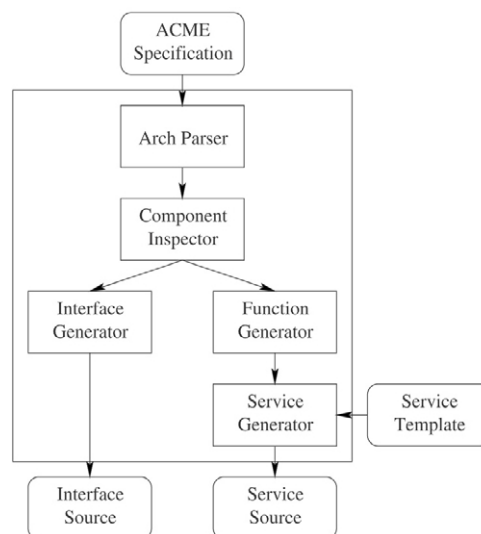 ACME
Specification
Arch Parser
Component
Inspector
Interface
Generator
Function
Generator
Service
Generator
Service
Template
Interface
Source
Service
Source